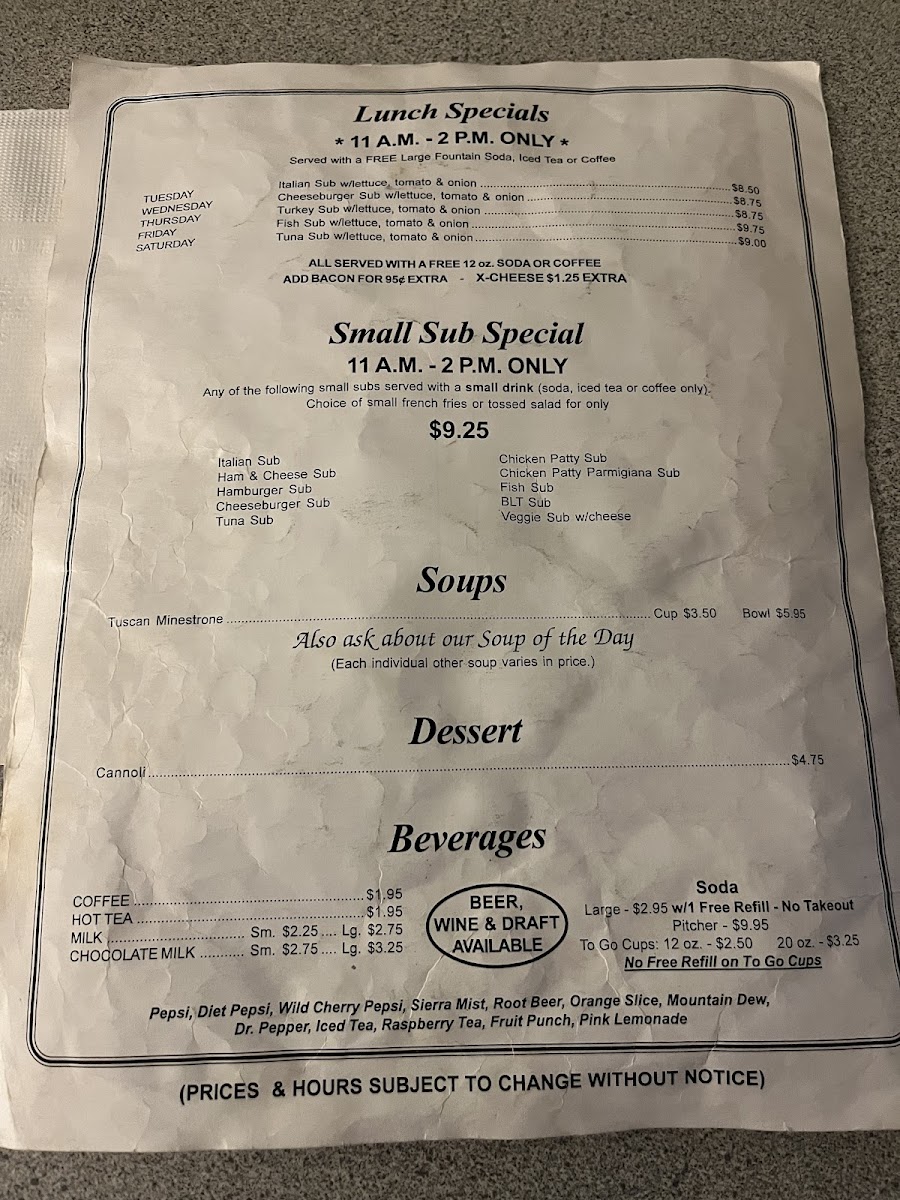 Lunch Specials
* 11 A.M. - 2 P.M. ONLY *
Served with a FREE Large Fountain Soda, Iced Tea or Coffee
TUESDAY Italian Sub w/lettuce, tomato & onion $8.50
WEDNESDAY Cheeseburger Sub w/lettuce, tomato & onion $8.75
THURSDAY Turkey Sub w/lettuce, tomato & onion $8.75
FRIDAY Fish Sub w/lettuce, tomato & onion $9.75
SATURDAY Tuna Sub w/lettuce, tomato & onion $9.00
ALL SERVED WITH A FREE 12 oz. SODA OR COFFEE
ADD BACON FOR 95¢ EXTRA - X-CHEESE $1.25 EXTRA
Small Sub Special
11 A.M. - 2 P.M. ONLY
Any of the following small subs served with a small drink (soda, iced tea or coffee only).
Choice of small french fries or tossed salad for only
$9.25
Italian Sub
Ham & Cheese Sub
Hamburger Sub
Cheeseburger Sub
Tuna Sub
Chicken Patty Sub
Chicken Patty Parmigiana Sub
Fish Sub
BLT Sub
Veggie Sub w/cheese
Soups
Tuscan Minestrone Cup $3.50 Bowl $5.95
Also ask about our Soup of the Day
(Each individual other soup varies in price.)
Dessert
Cannoli $4.75
Beverages
COFFEE $1.95
HOT TEA $1.95
MILK Sm. $2.25 .... Lg. $2.75
CHOCOLATE MILK Sm. $2.75 .... Lg. $3.25
BEER,
WINE & DRAFT
AVAILABLE
Soda
Large - $2.95 w/1 Free Refill - No Takeout
Pitcher - $9.95
To Go Cups: 12 oz. - $2.50 20 oz. - $3.25
No Free Refill on To Go Cups
Pepsi, Diet Pepsi, Wild Cherry Pepsi, Sierra Mist, Root Beer, Orange Slice, Mountain Dew,
Dr. Pepper, Iced Tea, Raspberry Tea, Fruit Punch, Pink Lemonade
(PRICES & HOURS SUBJECT TO CHANGE WITHOUT NOTICE)